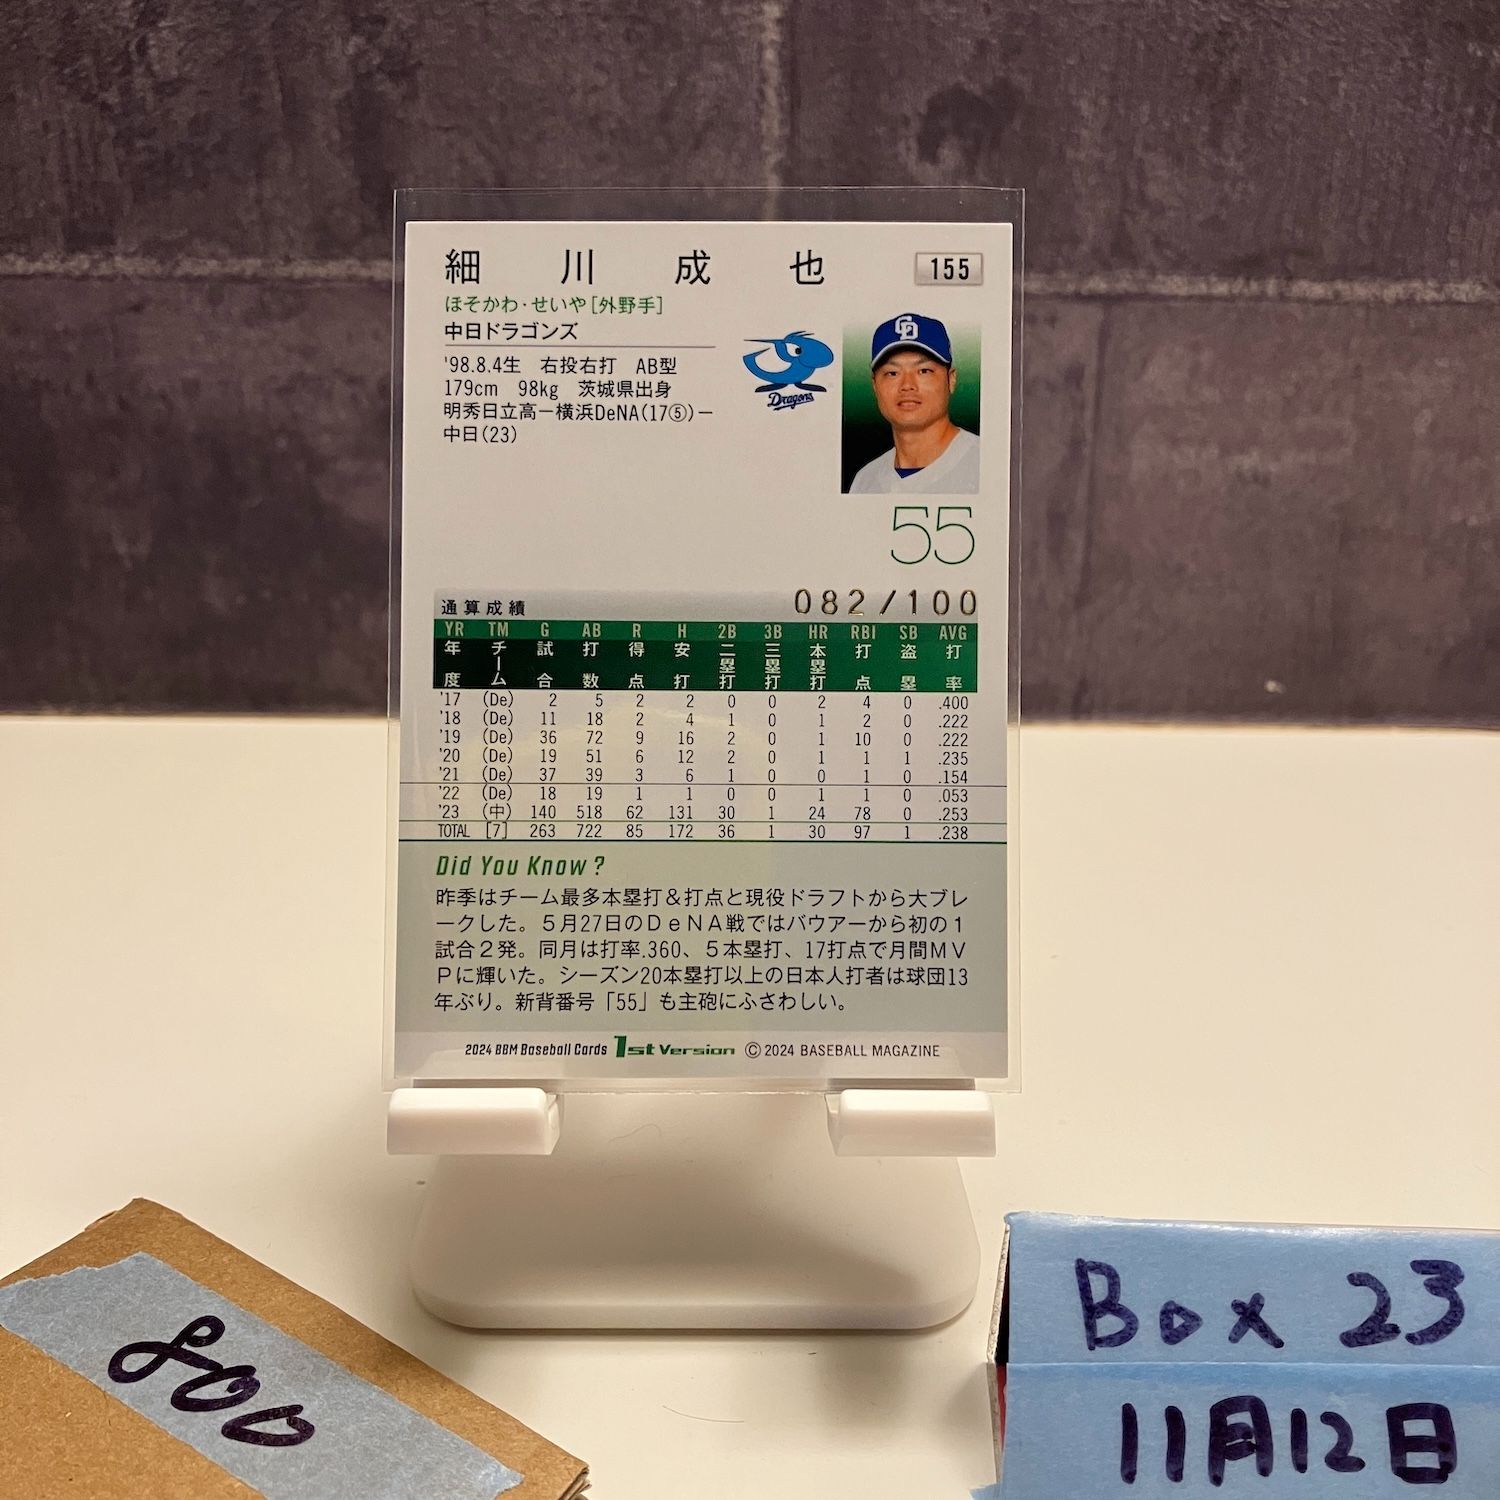 細川成也 155
ほそかわ・せいや[外野手]
中日ドラゴンズ
'98.8.4生 右投右打 AB型
179cm 98kg 茨城県出身
明秀日立高ー横浜DeNA(17⑤)ー
中日(23)
Dragons
CD
55
通算成績 082/100
YR TM G AB R H 2B 3B HR RBI SB AVG
年度 チーム 試合 打数 得点 安打 二塁打 三塁打 本塁打 打点 盗塁 打率
'17 (De) 2 5 2 2 0 0 2 4 0 .400
'18 (De) 11 18 2 4 1 0 1 2 0 .222
'19 (De) 36 72 9 16 2 0 1 10 0 .222
'20 (De) 19 51 6 12 2 0 1 1 1 .235
'21 (De) 37 39 3 6 1 0 0 1 0 .154
'22 (De) 18 19 1 1 0 0 1 1 0 .053
'23 (中) 140 518 62 131 30 1 24 78 0 .253
TOTAL [7] 263 722 85 172 36 1 30 97 1 .238
Did You Know?
昨季はチーム最多本塁打&打点と現役ドラフトから大ブレ
ークした。5月27日のDeNA戦ではバウアーから初の1
試合2発。同月は打率.360、5本塁打、17打点で月間MV
Pに輝いた。シーズン20本塁打以上の日本人打者は球団13
年ぶり。新背番号「55」も主砲にふさわしい。
2024 BBM Baseball Cards 1st Version ©2024 BASEBALL MAGAZINE
800
Box 23
11月12日